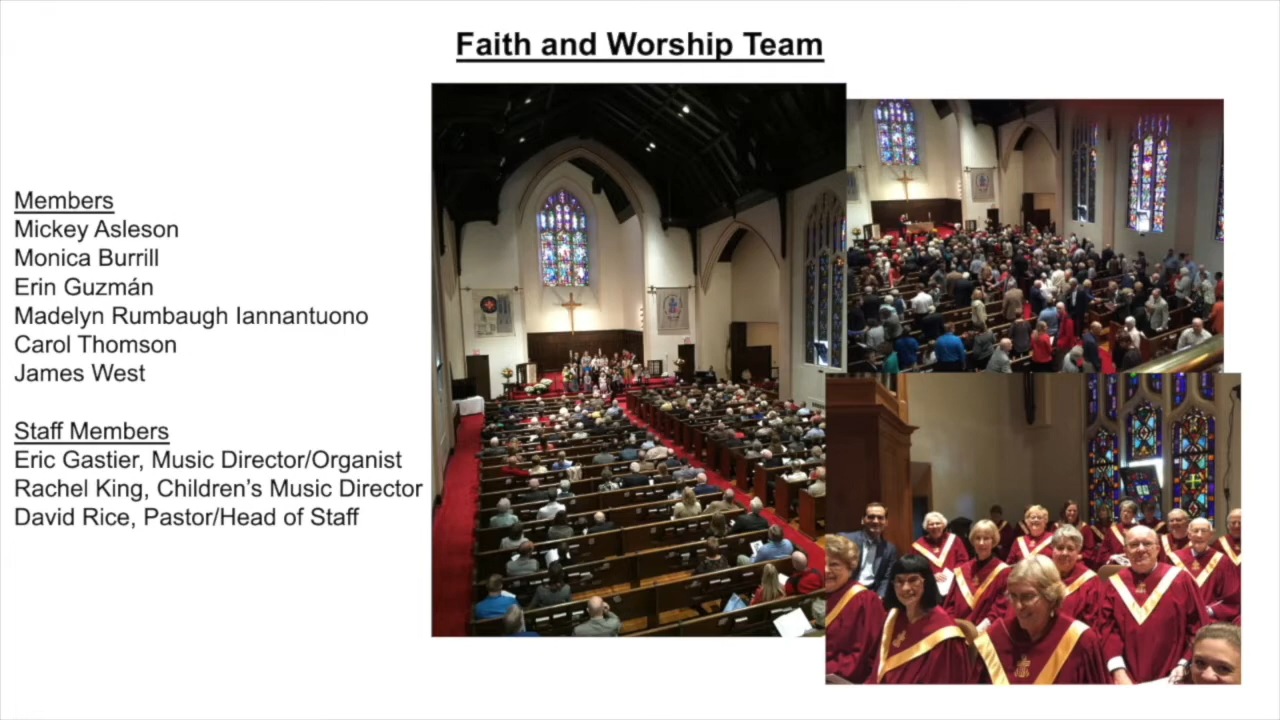 Faith and Worship Team
Members
Mickey Asleson
Monica Burrill
Erin Guzmán
Madelyn Rumbaugh Iannantuono
Carol Thomson
James West
Staff Members
Eric Gastier, Music Director/Organist
Rachel King, Children's Music Director
David Rice, Pastor/Head of Staff